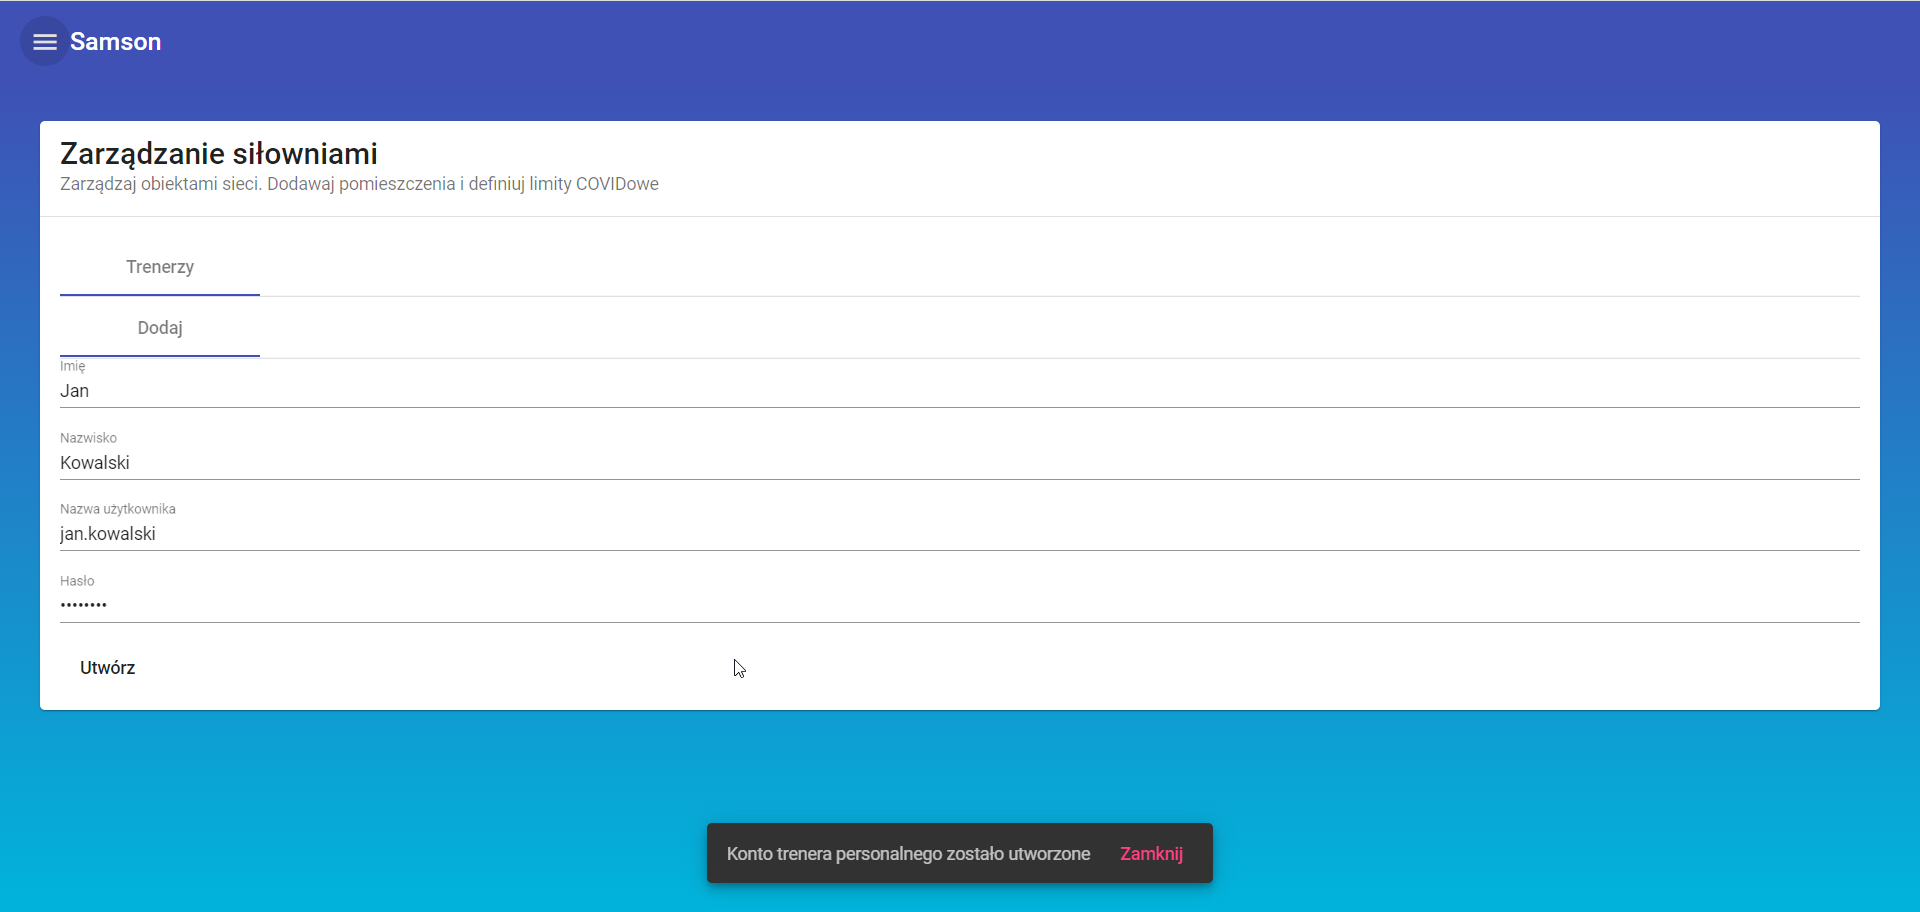 Samson
Zarządzanie siłowniami
Zarządzaj obiektami sieci. Dodawaj pomieszczenia i definiuj limity COVIDowe
Trenerzy
Dodaj
Imię
Jan
Nazwisko
Kowalski
Nazwa użytkownika
jan.kowalski
Hasło
••••••••
Utwórz
Konto trenera personalnego zostało utworzone Zamknij